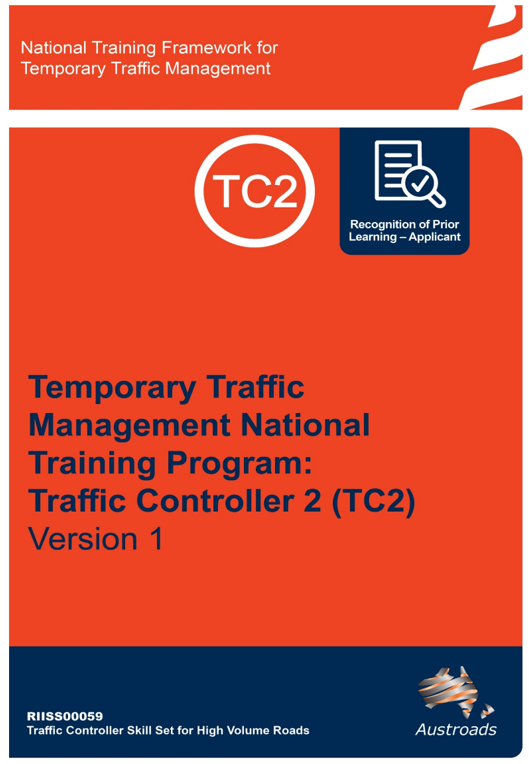 National Training Framework for
Temporary Traffic Management
TC2
Recognition of Prior
Learning – Applicant
Temporary Traffic
Management National
Training Program:
Traffic Controller 2 (TC2)
Version 1
RIISS00059
Traffic Controller Skill Set for High Volume Roads
Austroads